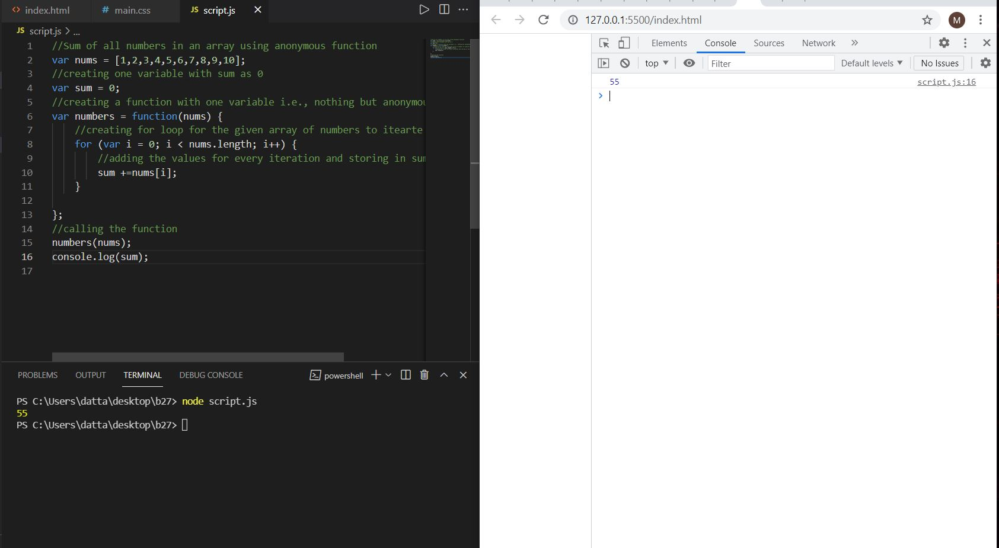 index.html
main.css
JS script.js
JS script.js > ...
1 //Sum of all numbers in an array using anonymous function
2 var nums = [1,2,3,4,5,6,7,8,9,10];
3 //creating one variable with sum as 0
4 var sum = 0;
5 //creating a function with one variable i.e., nothing but
6 var numbers = function(nums) {
7 //creating for loop for the given array of numbers to itearte
8 for (var i = 0; i < nums.length; i++) {
9 //adding the values for every iteration and storing in
10 sum +=nums[i];
11 }
12
13 };
14 //calling the function
15 numbers(nums);
16 console.log(sum);
17
PROBLEMS OUTPUT TERMINAL DEBUG CONSOLE powershell
PS C:\Users\datta\desktop\b27> node script.js
55
PS C:\Users\datta\desktop\b27>
127.0.0.1:5500/index.html M
Elements Console Sources Network
top Filter Default levels No Issues
55 script.js:16
>